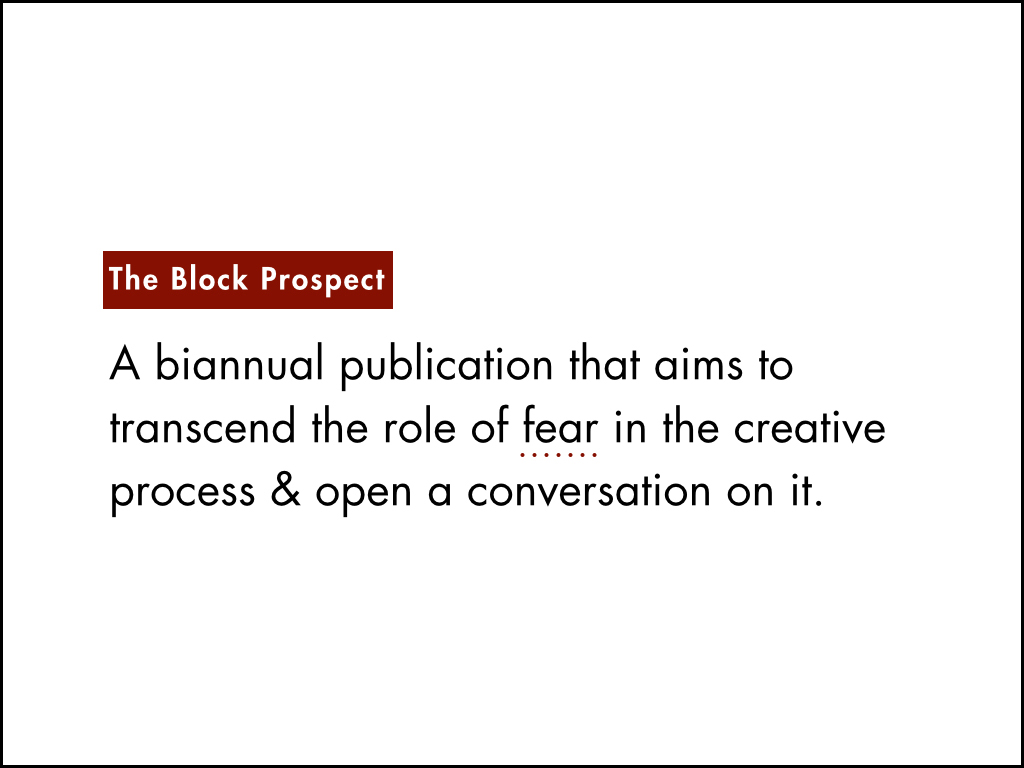 The Block Prospect
A biannual publication that aims to
transcend the role of fear in the creative
process & open a conversation on it.